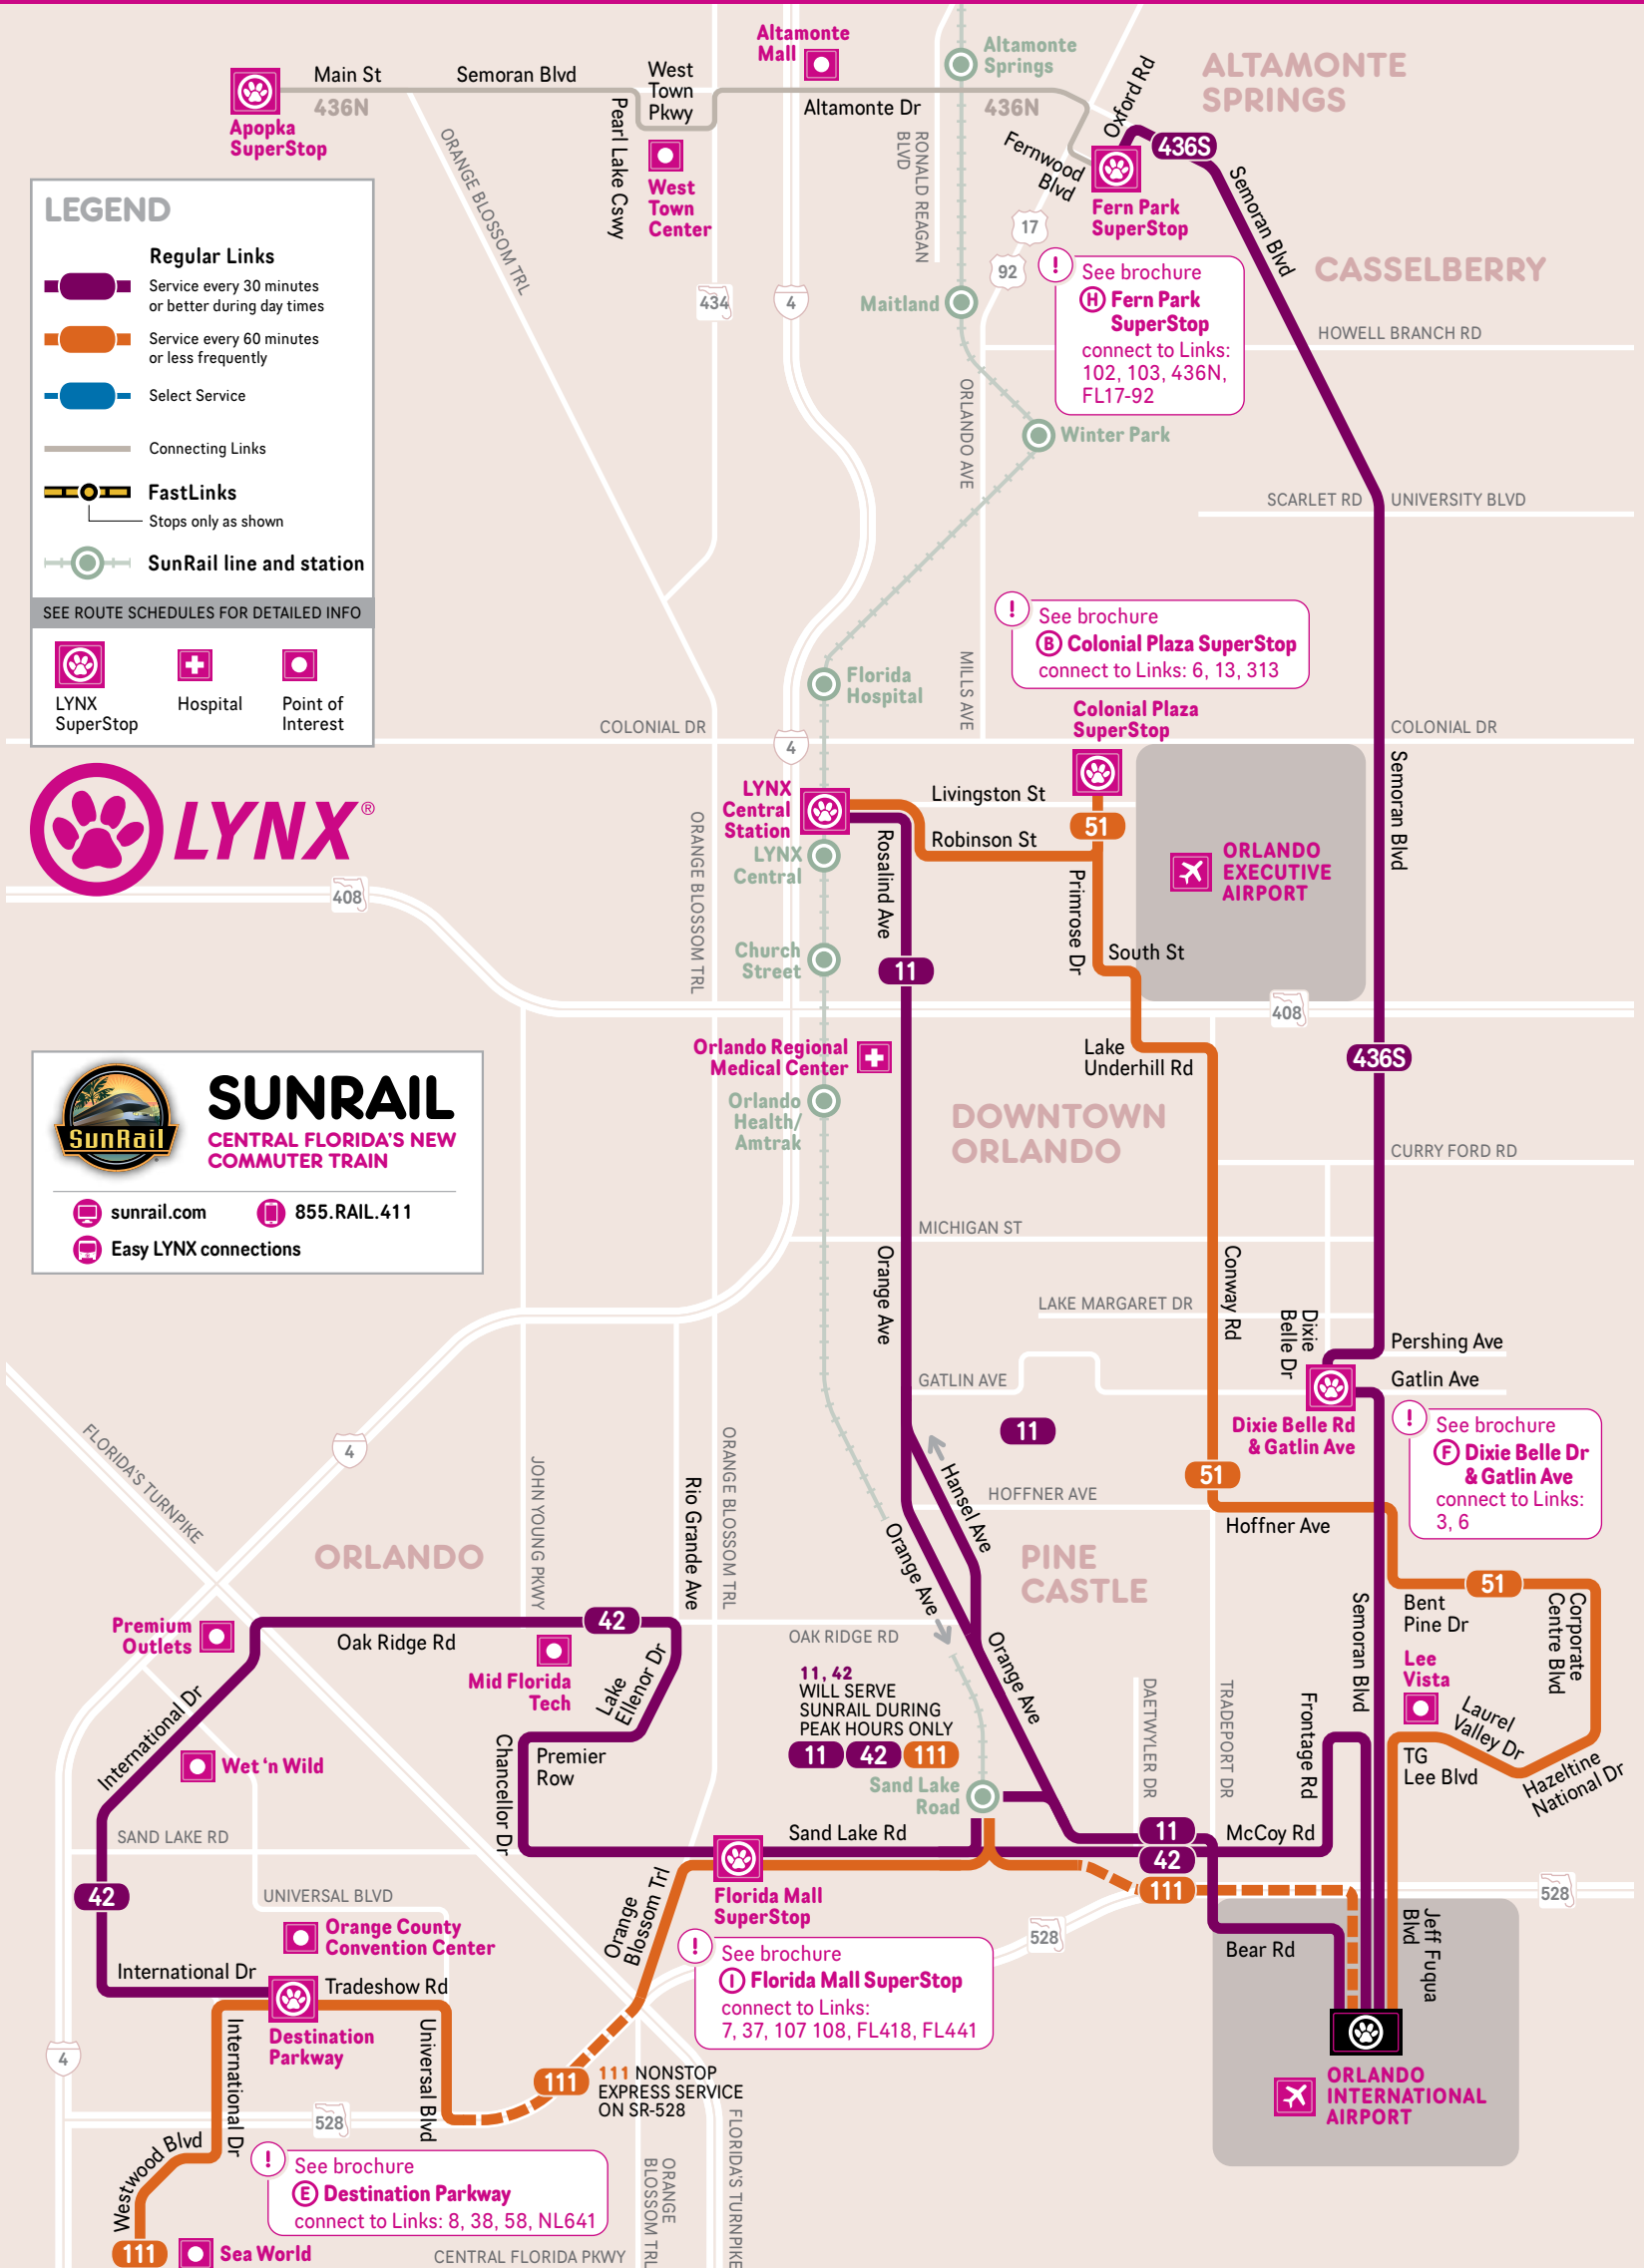 Altamonte
Mall
Altamonte
Springs
ALTAMONTE
SPRINGS
Main St
Semoran Blvd
West
Town
Pkwy
436N
Altamonte Dr
436N
Oxford Rd
Apopka
SuperStop
Pearl Lake Cswy
ORANGE BLOSSOM TRL
RONALD REAGAN
BLVD
Fernwood
Blvd
436S
Semoran Blvd
West
Town
Center
Fern Park
SuperStop
17
92
434
4
Maitland
CASSELBERRY
HOWELL BRANCH RD
!
See brochure
H Fern Park
SuperStop
connect to Links:
102, 103, 436N,
FL17-92
LEGEND
Regular Links
Service every 30 minutes
or better during day times
Service every 60 minutes
or less frequently
Select Service
Connecting Links
FastLinks
Stops only as shown
SunRail line and station
SEE ROUTE SCHEDULES FOR DETAILED INFO
LYNX
SuperStop
Hospital
Point of
Interest
ORLANDO AVE
Winter Park
SCARLET RD
UNIVERSITY BLVD
!
See brochure
B Colonial Plaza SuperStop
connect to Links: 6, 13, 313
MILLS AVE
Florida
Hospital
Colonial Plaza
SuperStop
COLONIAL DR
COLONIAL DR
4
LYNX®
LYNX
Central
Station
Livingston St
51
Robinson St
LYNX
Central
Rosalind Ave
ORANGE BLOSSOM TRL
Primrose Dr
ORLANDO
EXECUTIVE
AIRPORT
Semoran Blvd
408
Church
Street
11
South St
408
Orlando Regional
Medical Center
Lake
Underhill Rd
436S
SunRail
SUNRAIL
CENTRAL FLORIDA'S NEW
COMMUTER TRAIN
sunrail.com
855.RAIL.411
Easy LYNX connections
Orlando
Health/
Amtrak
DOWNTOWN
ORLANDO
CURRY FORD RD
MICHIGAN ST
Orange Ave
Conway Rd
LAKE MARGARET DR
Dixie
Belle Dr
Pershing Ave
Gatlin Ave
GATLIN AVE
Dixie Belle Rd
& Gatlin Ave
!
See brochure
F Dixie Belle Dr
& Gatlin Ave
connect to Links:
3, 6
11
51
Hansel Ave
HOFFNER AVE
Hoffner Ave
FLORIDA'S TURNPIKE
4
JOHN YOUNG PKWY
Rio Grande Ave
ORANGE BLOSSOM TRL
Orange Ave
ORLANDO
PINE
CASTLE
51
Bent
Pine Dr
Corporate
Centre Blvd
Semoran Blvd
Premium
Outlets
42
Oak Ridge Rd
OAK RIDGE RD
Mid Florida
Tech
Lake
Ellenor Dr
Orange Ave
Lee
Vista
Laurel
Valley Dr
Hazeltine
National Dr
TG
Lee Blvd
International Dr
Wet 'n Wild
Chancellor Dr
Premier
Row
11, 42
WILL SERVE
SUNRAIL DURING
PEAK HOURS ONLY
11
42
111
Sand Lake
Road
DAETWYLER DR
TRADEPORT DR
Frontage Rd
SAND LAKE RD
Sand Lake Rd
11
McCoy Rd
42
111
528
42
UNIVERSAL BLVD
Orange County
Convention Center
Orange
Blossom Trl
Florida Mall
SuperStop
528
Bear Rd
Jeff Fuqua
Blvd
!
See brochure
I Florida Mall SuperStop
connect to Links:
7, 37, 107 108, FL418, FL441
International Dr
Tradeshow Rd
Destination
Parkway
International Dr
Universal Blvd
4
111
111 NONSTOP
EXPRESS SERVICE
ON SR-528
528
ORLANDO
INTERNATIONAL
AIRPORT
Westwood Blvd
!
See brochure
E Destination Parkway
connect to Links: 8, 38, 58, NL641
ORANGE
BLOSSOM TRL
FLORIDA'S TURNPIKE
111
Sea World
CENTRAL FLORIDA PKWY